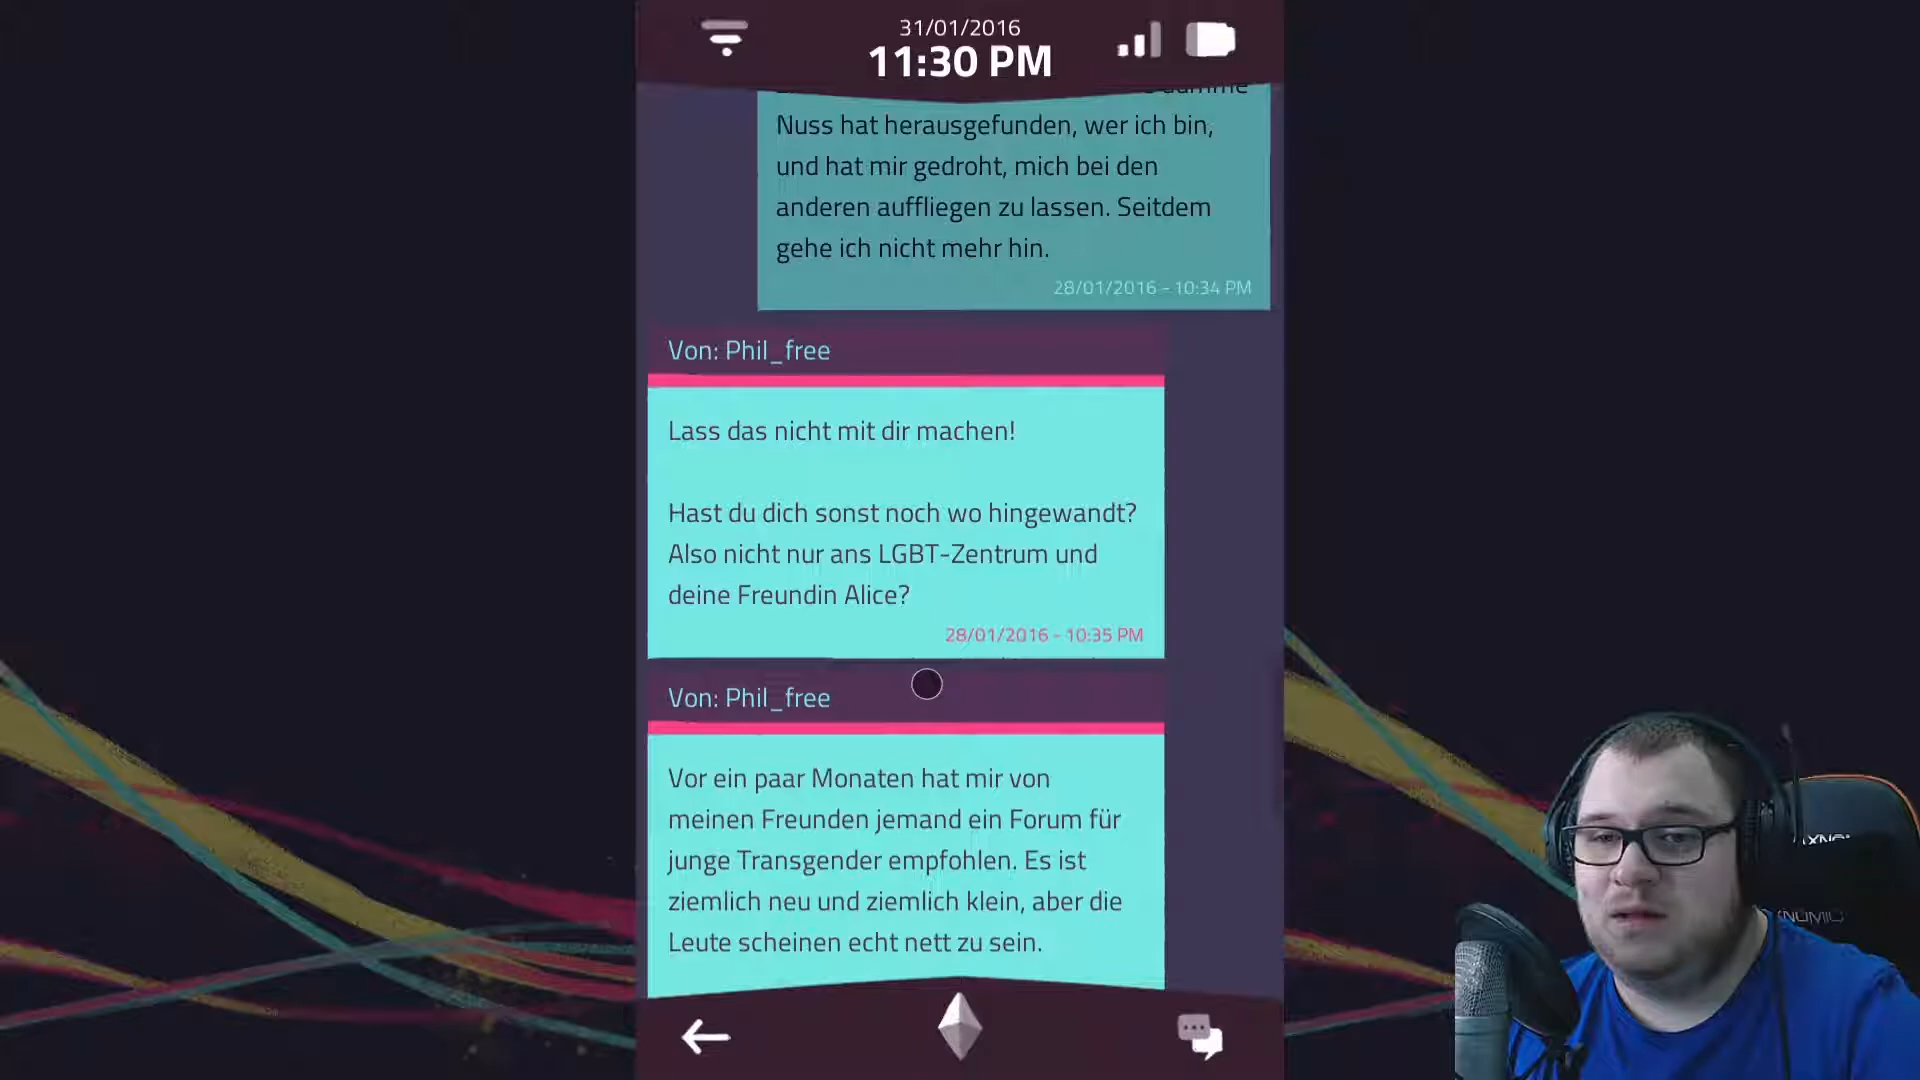 31/01/2016
11:30 PM
Nuss hat herausgefunden, wer ich bin,
und hat mir gedroht, mich bei den
anderen auffliegen zu lassen. Seitdem
gehe ich nicht mehr hin.
28/01/2016 - 10:34 PM
Von: Phil_free
Lass das nicht mit dir machen!
Hast du dich sonst noch wo hingewandt?
Also nicht nur ans LGBT-Zentrum und
deine Freundin Alice?
28/01/2016 - 10:35 PM
Von: Phil_free
Vor ein paar Monaten hat mir von
meinen Freunden jemand ein Forum für
junge Transgender empfohlen. Es ist
ziemlich neu und ziemlich klein, aber die
Leute scheinen echt nett zu sein.